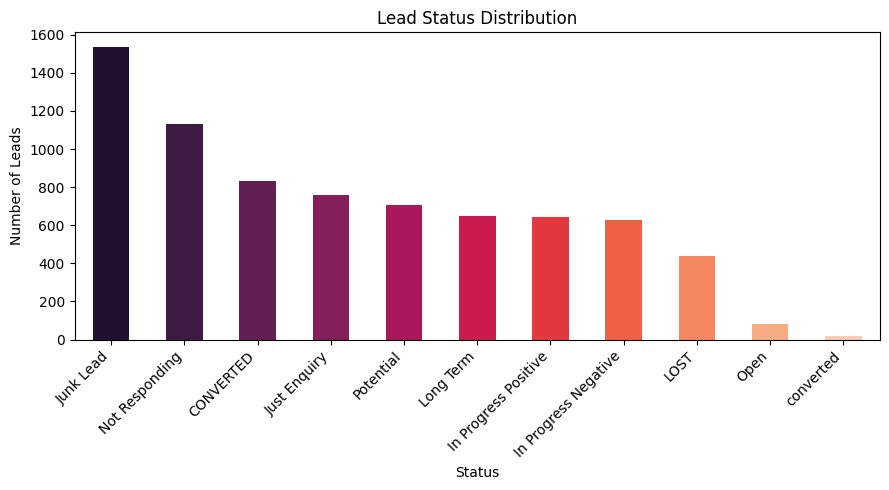 Lead Status Distribution
Number of Leads
1600
1400
1200
1000
800
600
400
200
0
Junk Lead
Not Responding
CONVERTED
Just Enquiry
Potential
Long Term
In Progress Positive
In Progress Negative
LOST
Open
converted
Status